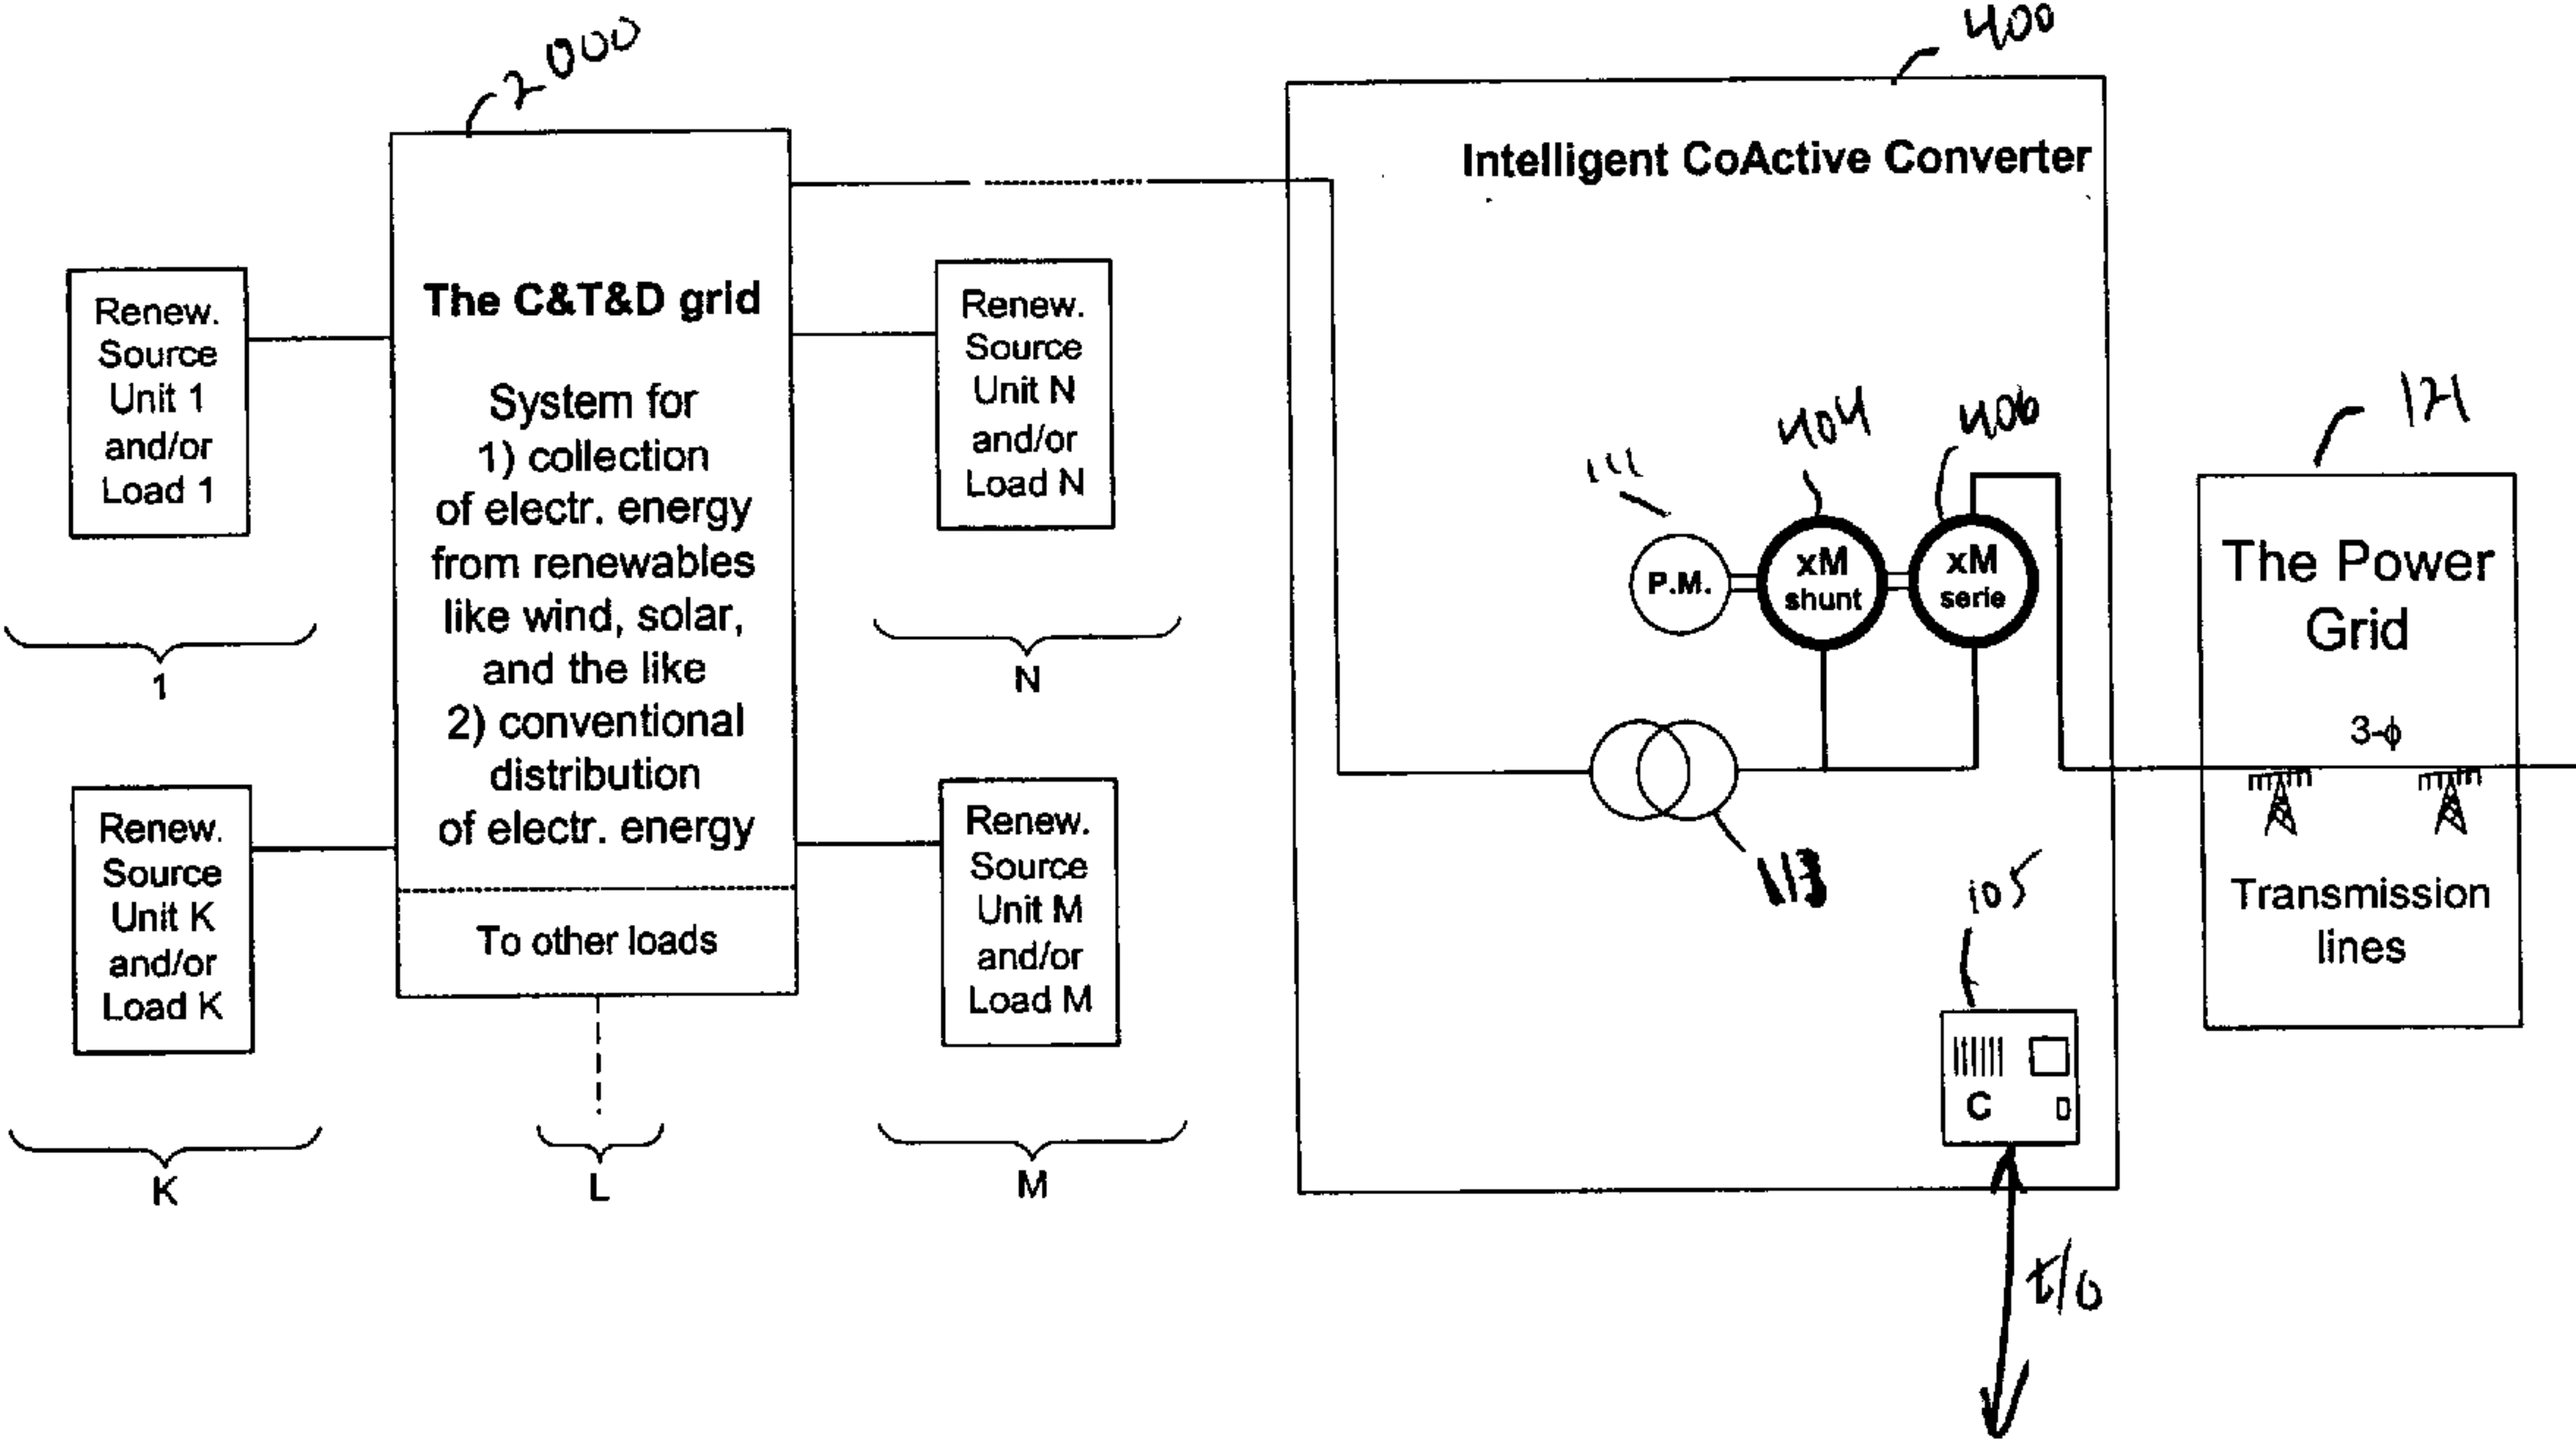 2000
400
Intelligent CoActive Converter
The C&T&D grid
System for
1) collection
of electr. energy
from renewables
like wind, solar,
and the like
2) conventional
distribution
of electr. energy
To other loads
Renew.
Source
Unit 1
and/or
Load 1
1
Renew.
Source
Unit K
and/or
Load K
K
L
Renew.
Source
Unit N
and/or
Load N
N
Renew.
Source
Unit M
and/or
Load M
M
111
404
406
P.M.
xM
shunt
xM
serie
113
105
C
121
The Power
Grid
3-ϕ
Transmission
lines